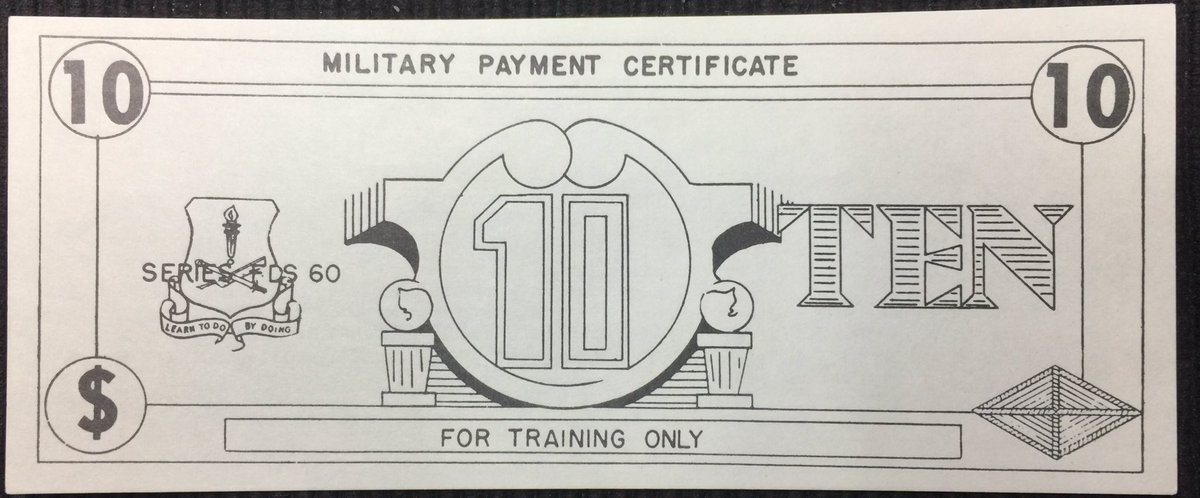 10
MILITARY PAYMENT CERTIFICATE
10
10
TEN
SERIES FDS 60
LEARN TO DO BY DOING
$
FOR TRAINING ONLY